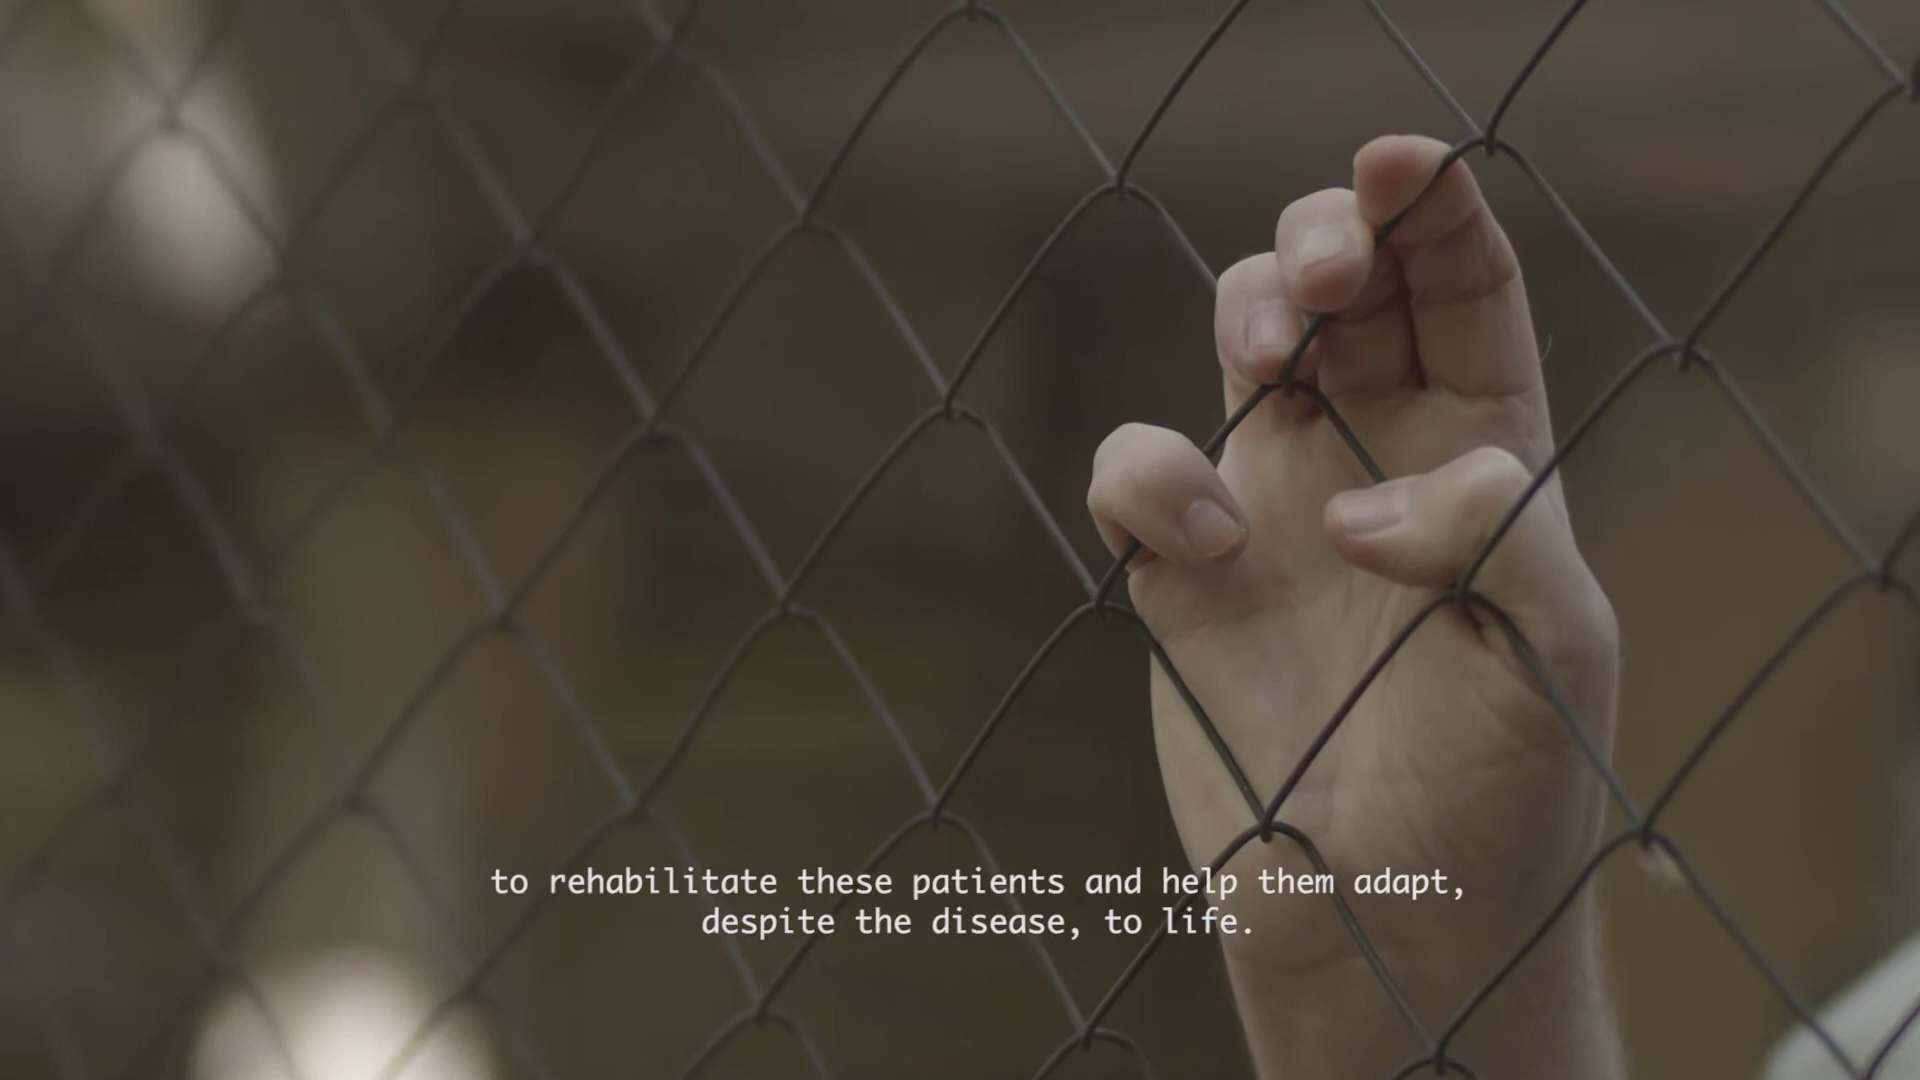 to rehabilitate these patients and help them adapt,
despite the disease, to life.